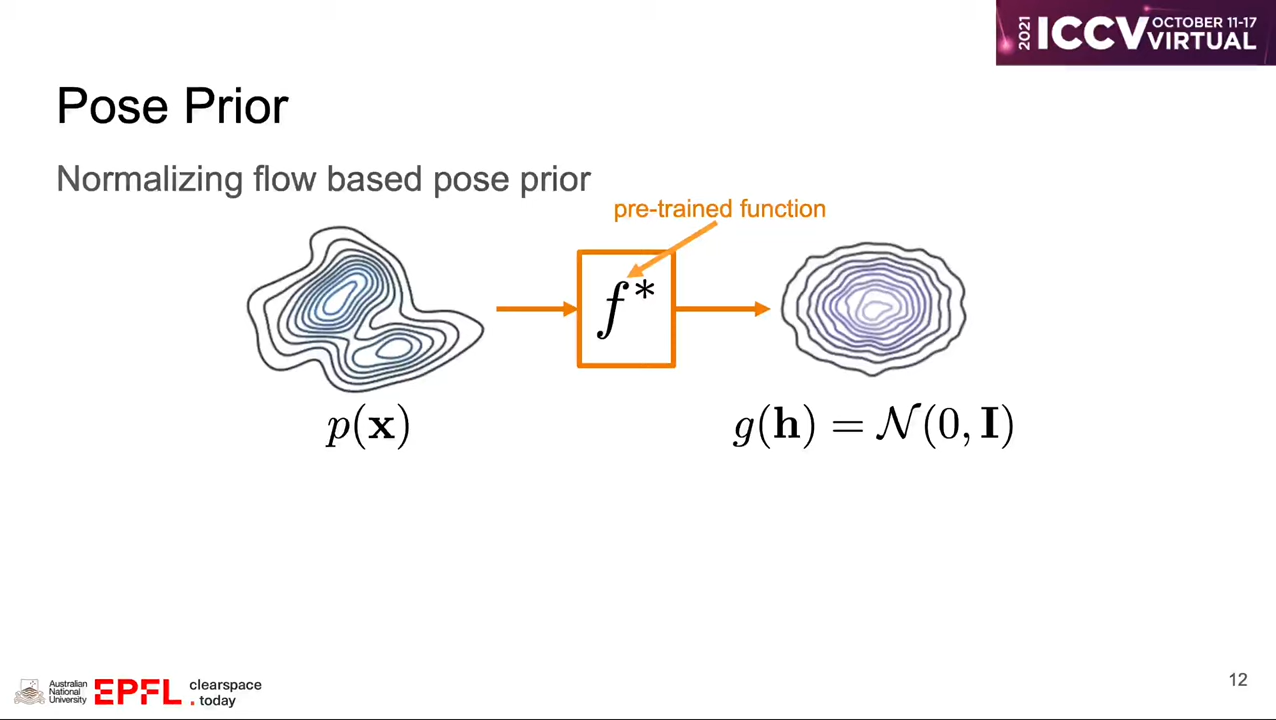 2021 ICCV OCTOBER 11-17 VIRTUAL
Pose Prior
Normalizing flow based pose prior
pre-trained function
f*
p(x)
g(h) = 𝒩(0, I)
Australian
National
University
EPFL
clearspace
.today
12